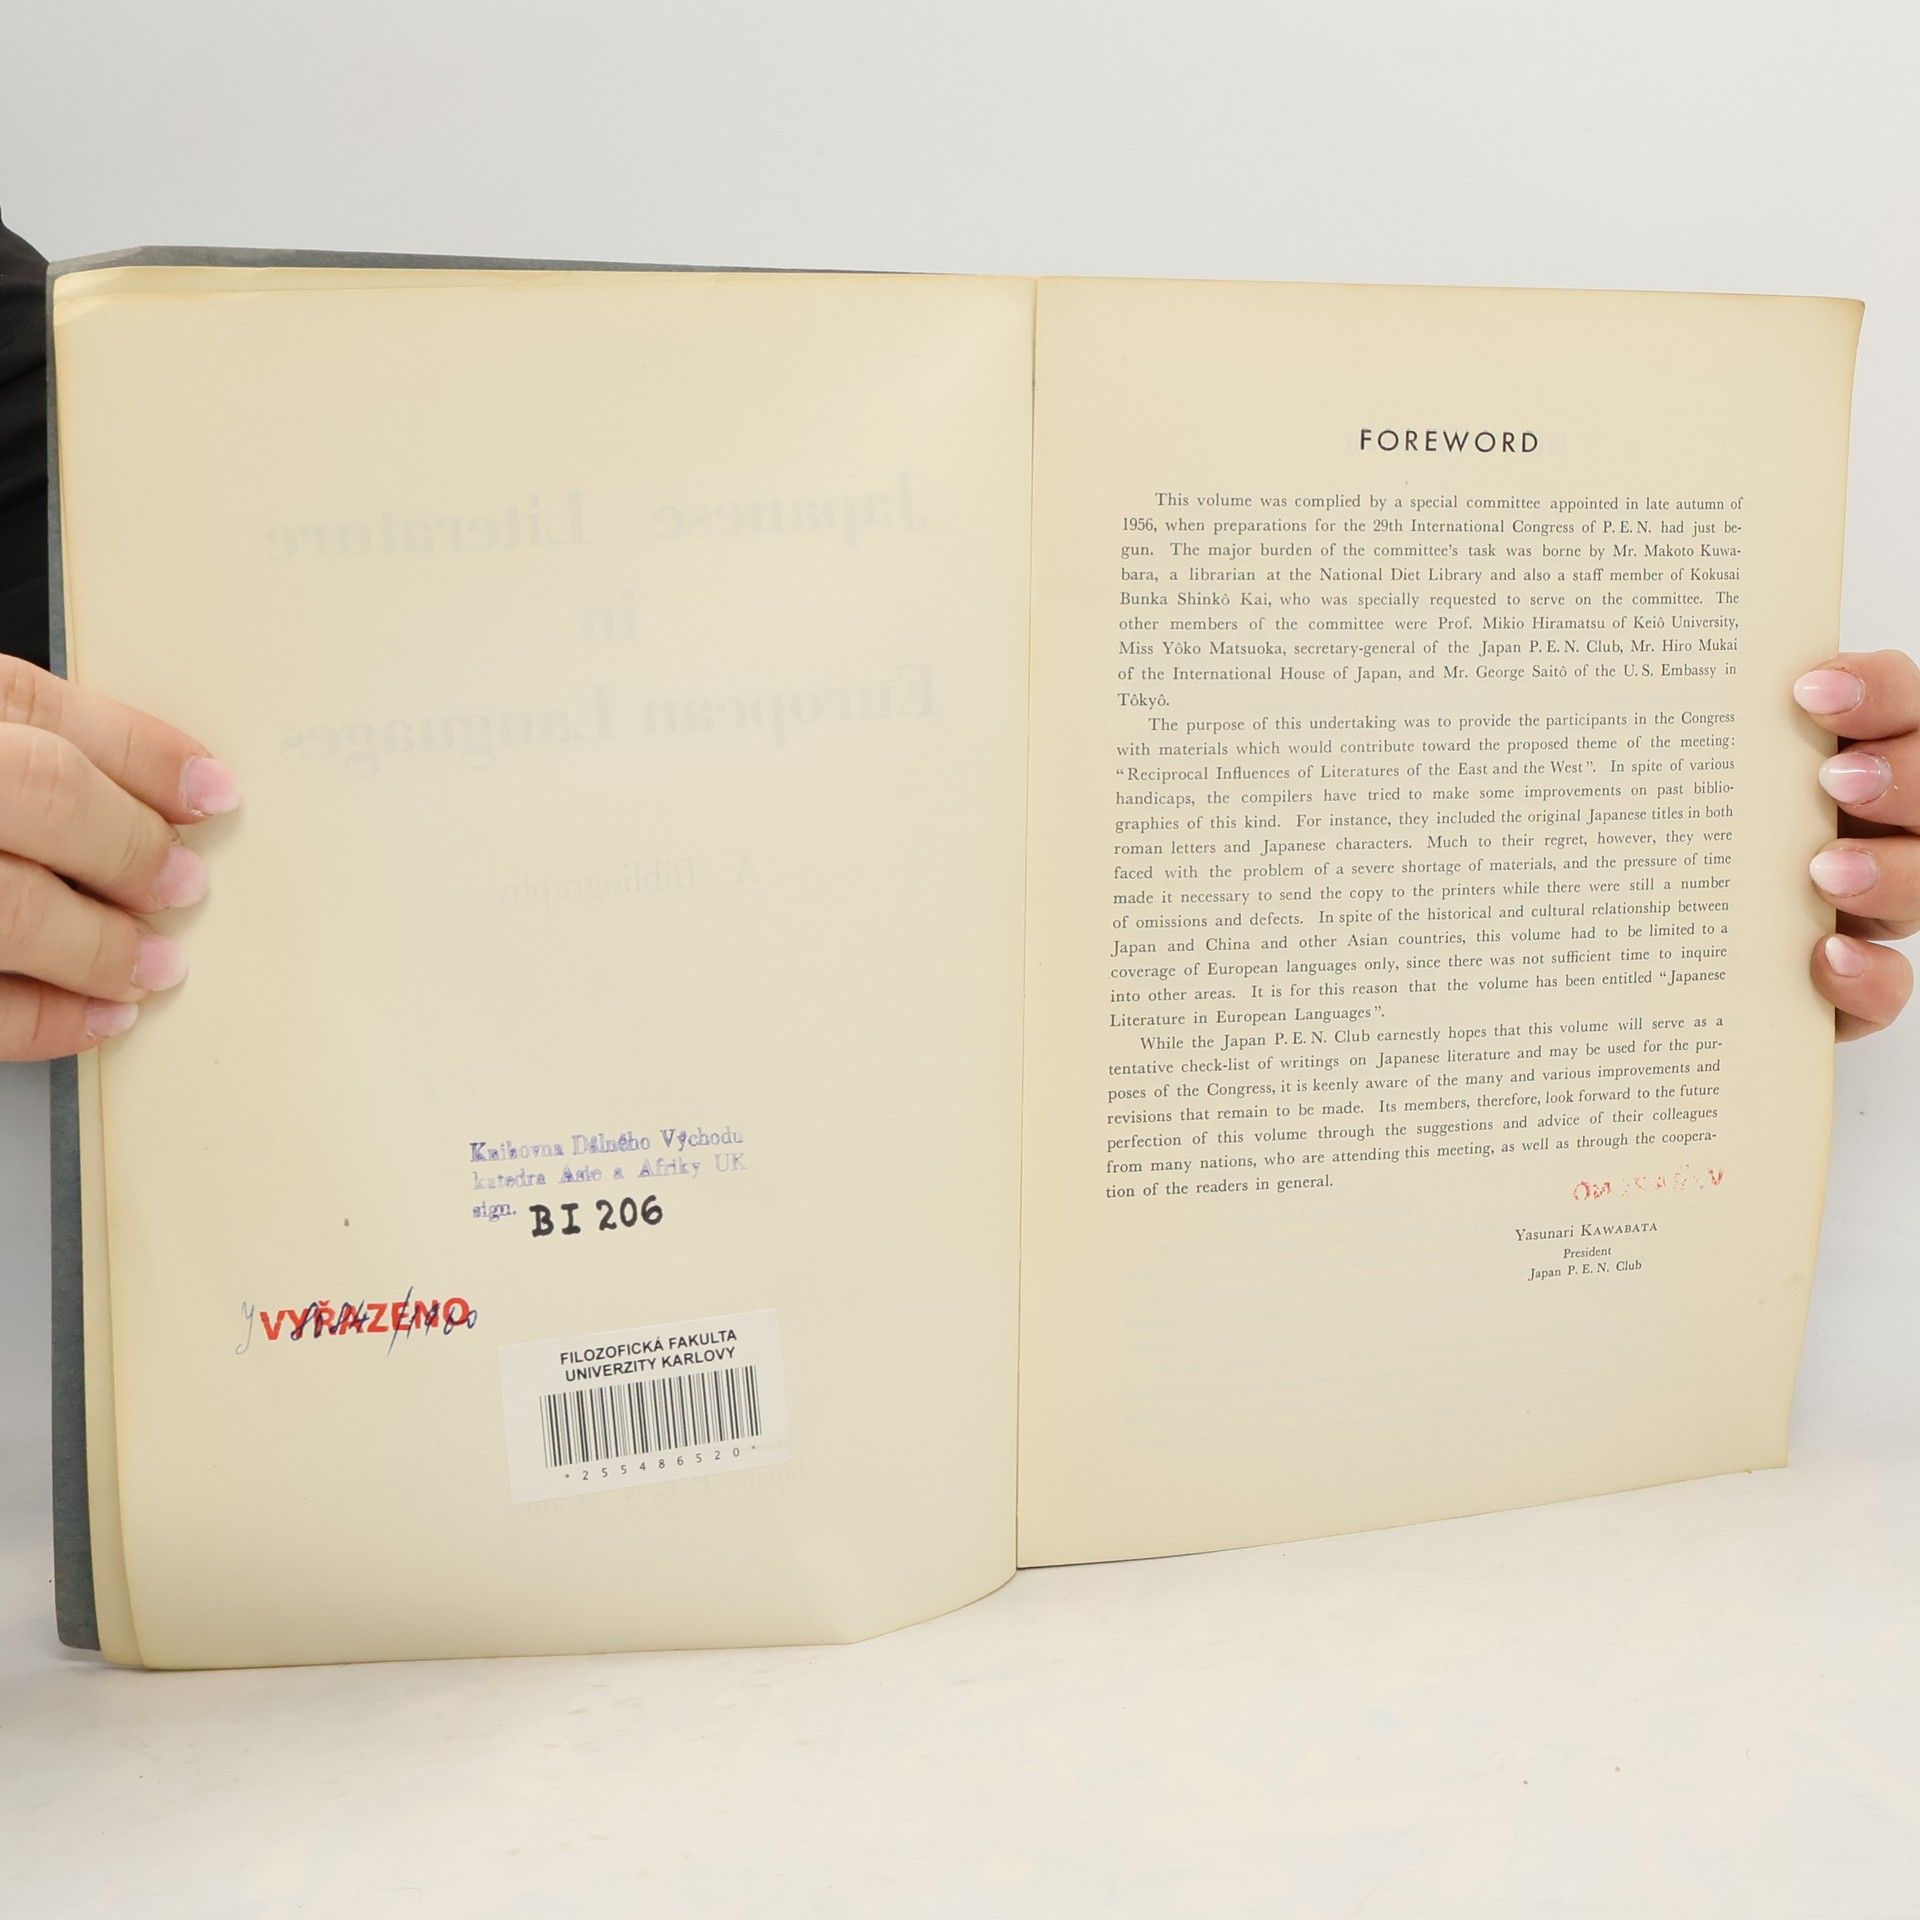 Knihovna Dálného Východu
katedra Asie a Afriky UK
sign. BI 206
VYŘAZENO
FILOZOFICKÁ FAKULTA
UNIVERZITY KARLOVY
*255486520*
FOREWORD
This volume was complied by a special committee appointed in late autumn of
1956, when preparations for the 29th International Congress of P. E. N. had just be-
gun. The major burden of the committee's task was borne by Mr. Makoto Kuwa-
bara, a librarian at the National Diet Library and also a staff member of Kokusai
Bunka Shinkô Kai, who was specially requested to serve on the committee. The
other members of the committee were Prof. Mikio Hiramatsu of Keiô University,
Miss Yôko Matsuoka, secretary-general of the Japan P. E. N. Club, Mr. Hiro Mukai
of the International House of Japan, and Mr. George Saitô of the U. S. Embassy in
Tôkyô.
The purpose of this undertaking was to provide the participants in the Congress
with materials which would contribute toward the proposed theme of the meeting:
“Reciprocal Influences of Literatures of the East and the West”. In spite of various
handicaps, the compilers have tried to make some improvements on past biblio-
graphies of this kind. For instance, they included the original Japanese titles in both
roman letters and Japanese characters. Much to their regret, however, they were
faced with the problem of a severe shortage of materials, and the pressure of time
made it necessary to send the copy to the printers while there were still a number
of omissions and defects. In spite of the historical and cultural relationship between
Japan and China and other Asian countries, this volume had to be limited to a
coverage of European languages only, since there was not sufficient time to inquire
into other areas. It is for this reason that the volume has been entitled “Japanese
Literature in European Languages”.
While the Japan P. E. N. Club earnestly hopes that this volume will serve as a
tentative check-list of writings on Japanese literature and may be used for the pur-
poses of the Congress, it is keenly aware of the many and various improvements and
revisions that remain to be made. Its members, therefore, look forward to the future
perfection of this volume through the suggestions and advice of their colleagues
from many nations, who are attending this meeting, as well as through the coopera-
tion of the readers in general.
Yasunari KAWABATA
President
Japan P. E. N. Club